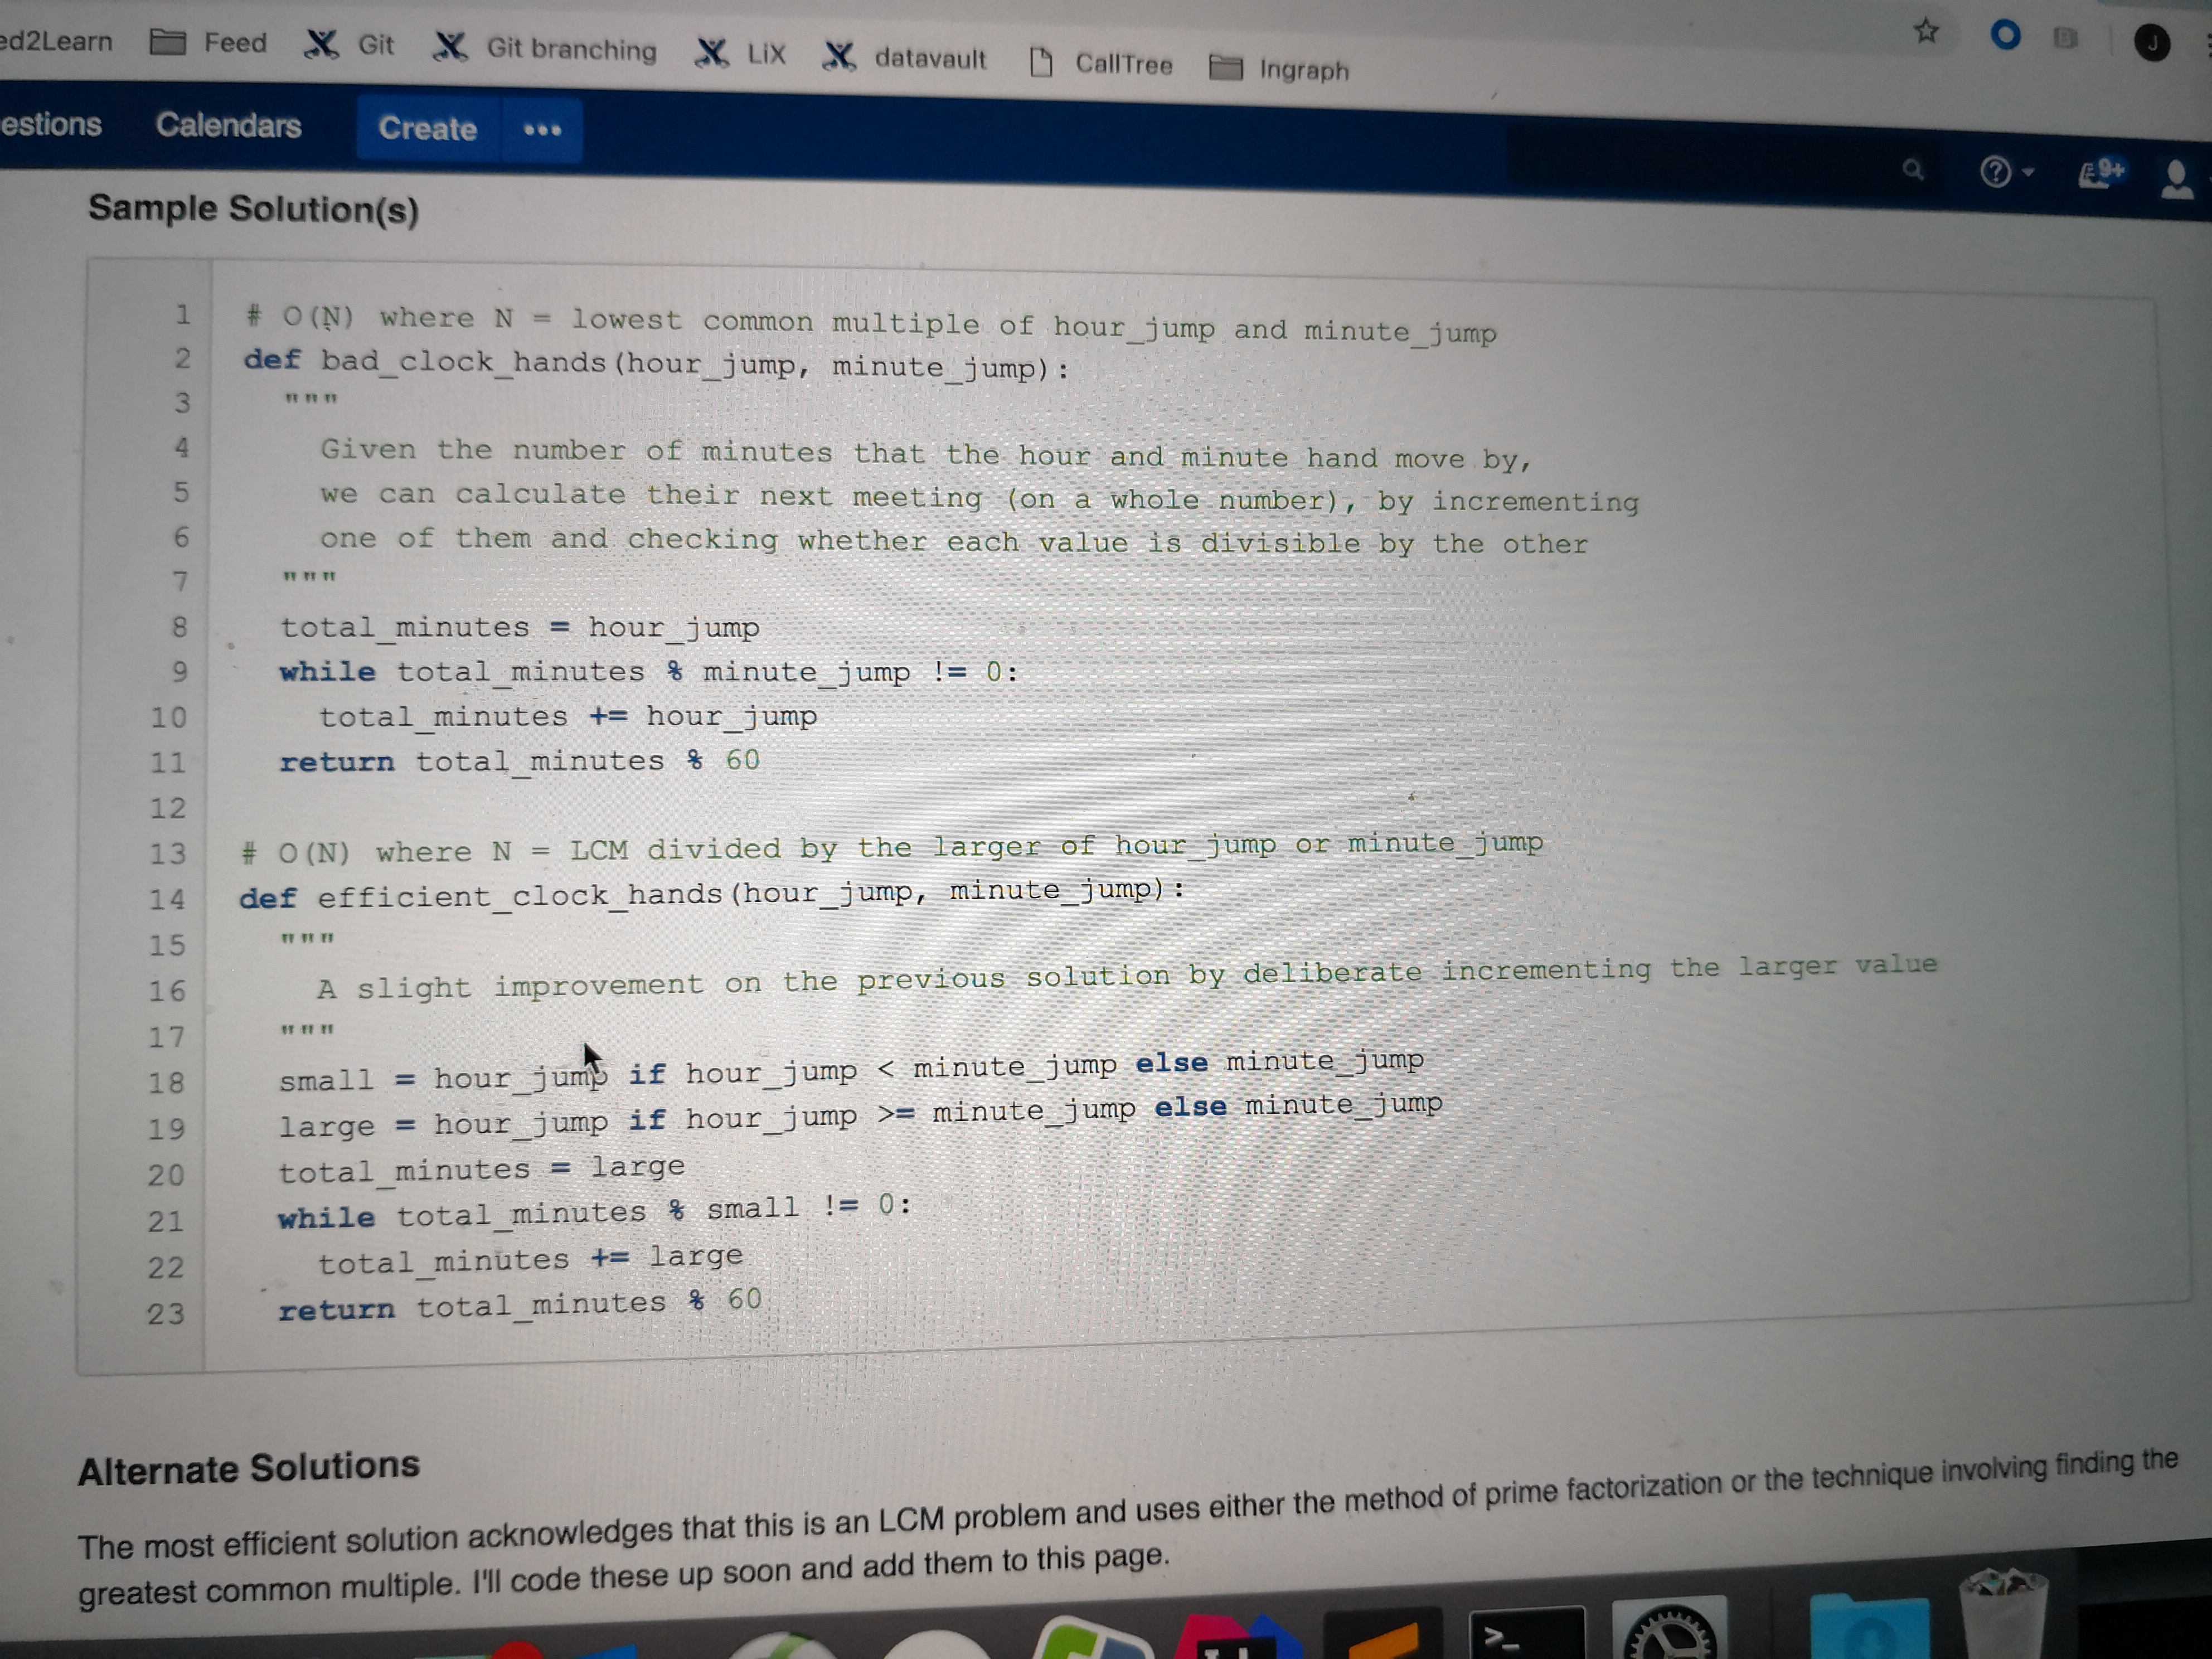 ed2Learn Feed Git Git branching LiX datavault CallTree Ingraph J
estions Calendars Create ••• ? 9+
Sample Solution(s)
1 # O(N) where N = lowest common multiple of hour_jump and minute_jump
2 def bad_clock_hands(hour_jump, minute_jump):
3 """
4 Given the number of minutes that the hour and minute hand move by,
5 we can calculate their next meeting (on a whole number), by incrementing
6 one of them and checking whether each value is divisible by the other
7 """
8 total_minutes = hour_jump
9 while total_minutes % minute_jump != 0:
10 total_minutes += hour_jump
11 return total_minutes % 60
12
13 # O(N) where N = LCM divided by the larger of hour_jump or minute_jump
14 def efficient_clock_hands(hour_jump, minute_jump):
15 """
16 A slight improvement on the previous solution by deliberate incrementing the larger value
17 """
18 small = hour_jump if hour_jump < minute_jump else minute_jump
19 large = hour_jump if hour_jump >= minute_jump else minute_jump
20 total_minutes = large
21 while total_minutes % small != 0:
22 total_minutes += large
23 return total_minutes % 60
Alternate Solutions
The most efficient solution acknowledges that this is an LCM problem and uses either the method of prime factorization or the technique involving finding the
greatest common multiple. I'll code these up soon and add them to this page.
>_